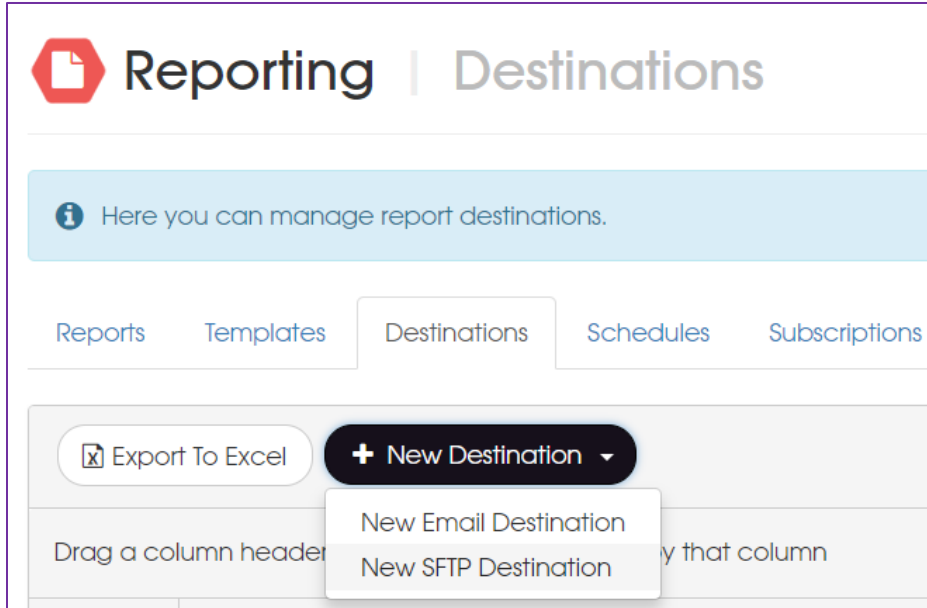 Reporting | Destinations
Here you can manage report destinations.
Reports Templates Destinations Schedules Subscriptions
Export To Excel + New Destination
New Email Destination
Drag a column header y that column
New SFTP Destination